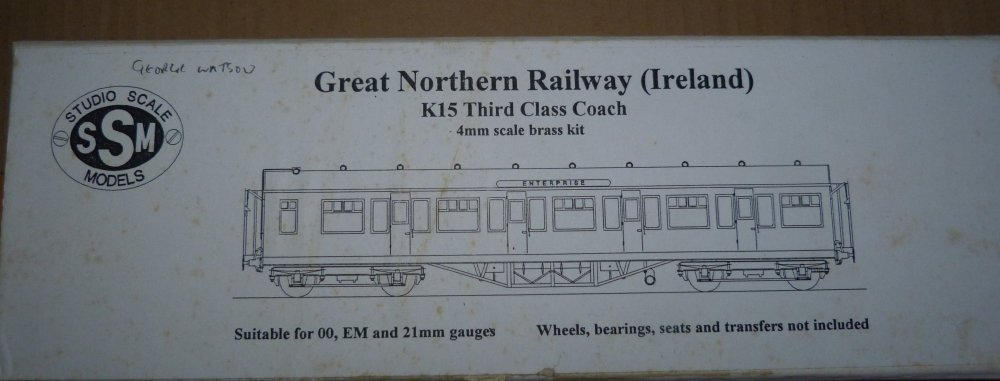 GEORGE WATSON
Great Northern Railway (Ireland)
K15 Third Class Coach
4mm scale brass kit
STUDIO SCALE
SSM
MODELS
ENTERPRISE
Suitable for 00, EM and 21mm gauges
Wheels, bearings, seats and transfers not included